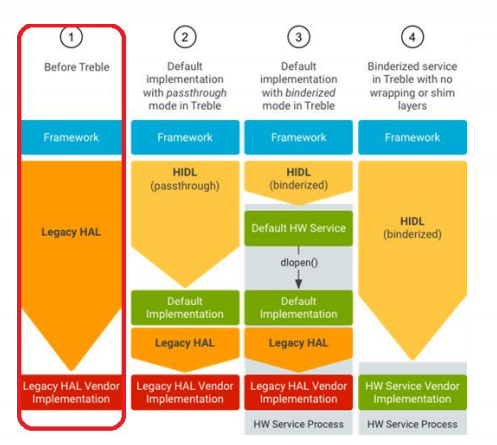 1
Before Treble
Framework
Legacy HAL
Legacy HAL Vendor
Implementation
2
Default
implementation
with passthrough
mode in Treble
Framework
HIDL
(passthrough)
Default
Implementation
Legacy HAL
Legacy HAL Vendor
Implementation
3
Default
implementation
with binderized
mode in Treble
Framework
HIDL
(binderized)
Default HW Service
dlopen()
Default
Implementation
Legacy HAL
Legacy HAL Vendor
Implementation
HW Service Process
4
Binderized service
in Treble with no
wrapping or shim
layers
Framework
HIDL
(binderized)
HW Service Vendor
Implementation
HW Service Process